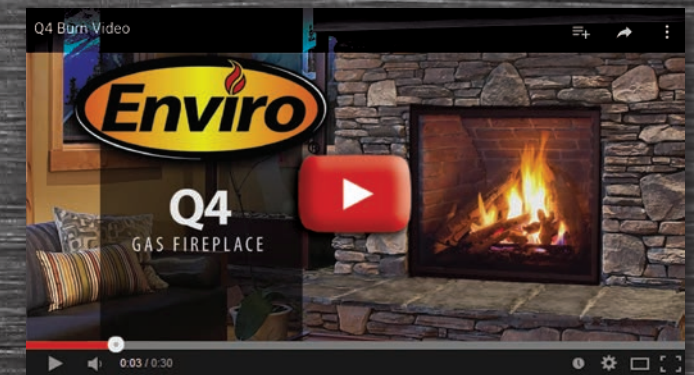 Q4 Burn Video
Enviro
Q4
GAS FIREPLACE
0:03 / 0:30